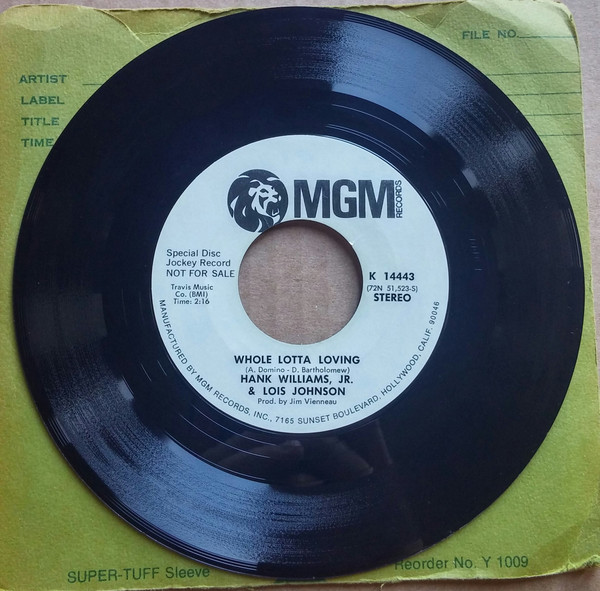 FILE NO.
ARTIST
LABEL
TITLE
TIME
MGM
RECORDS
Special Disc
Jockey Record
NOT FOR SALE
Travis Music
Co. (BMI)
Time: 2:16
K 14443
(72N 51,523-S)
STEREO
WHOLE LOTTA LOVING
(A. Domino - D. Bartholomew)
HANK WILLIAMS, JR.
& LOIS JOHNSON
Prod. by Jim Vienneau
MANUFACTURED BY MGM RECORDS, INC., 7165 SUNSET BOULEVARD, HOLLYWOOD, CALIF. 90046
SUPER-TUFF Sleeve
Reorder No. Y 1009